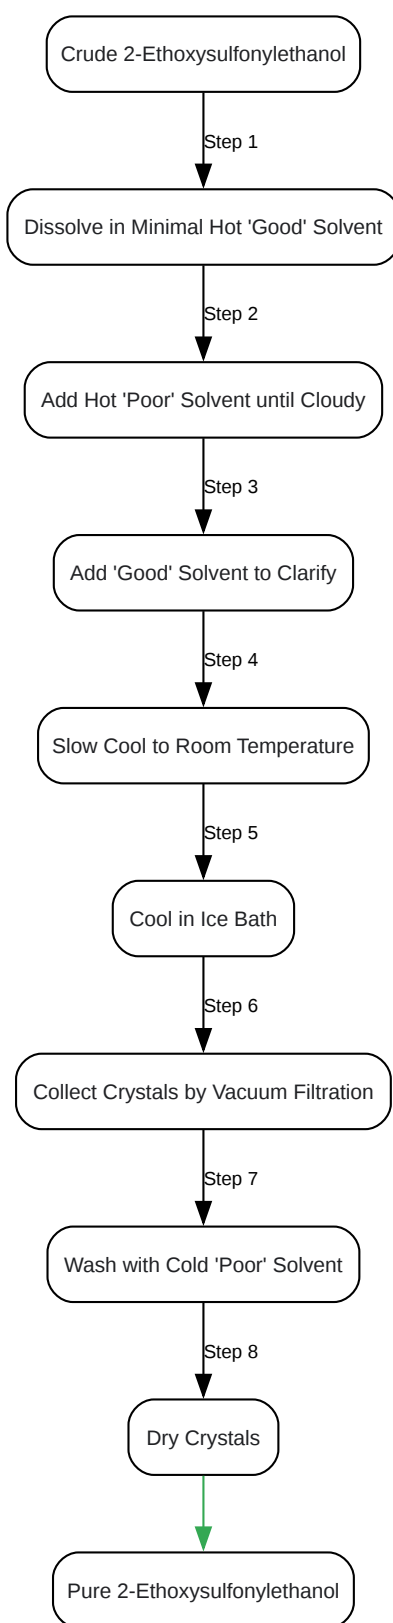 Crude 2-Ethoxysulfonylethanol
Step 1
Dissolve in Minimal Hot 'Good' Solvent
Step 2
Add Hot 'Poor' Solvent until Cloudy
Step 3
Add 'Good' Solvent to Clarify
Step 4
Slow Cool to Room Temperature
Step 5
Cool in Ice Bath
Step 6
Collect Crystals by Vacuum Filtration
Step 7
Wash with Cold 'Poor' Solvent
Step 8
Dry Crystals
Pure 2-Ethoxysulfonylethanol